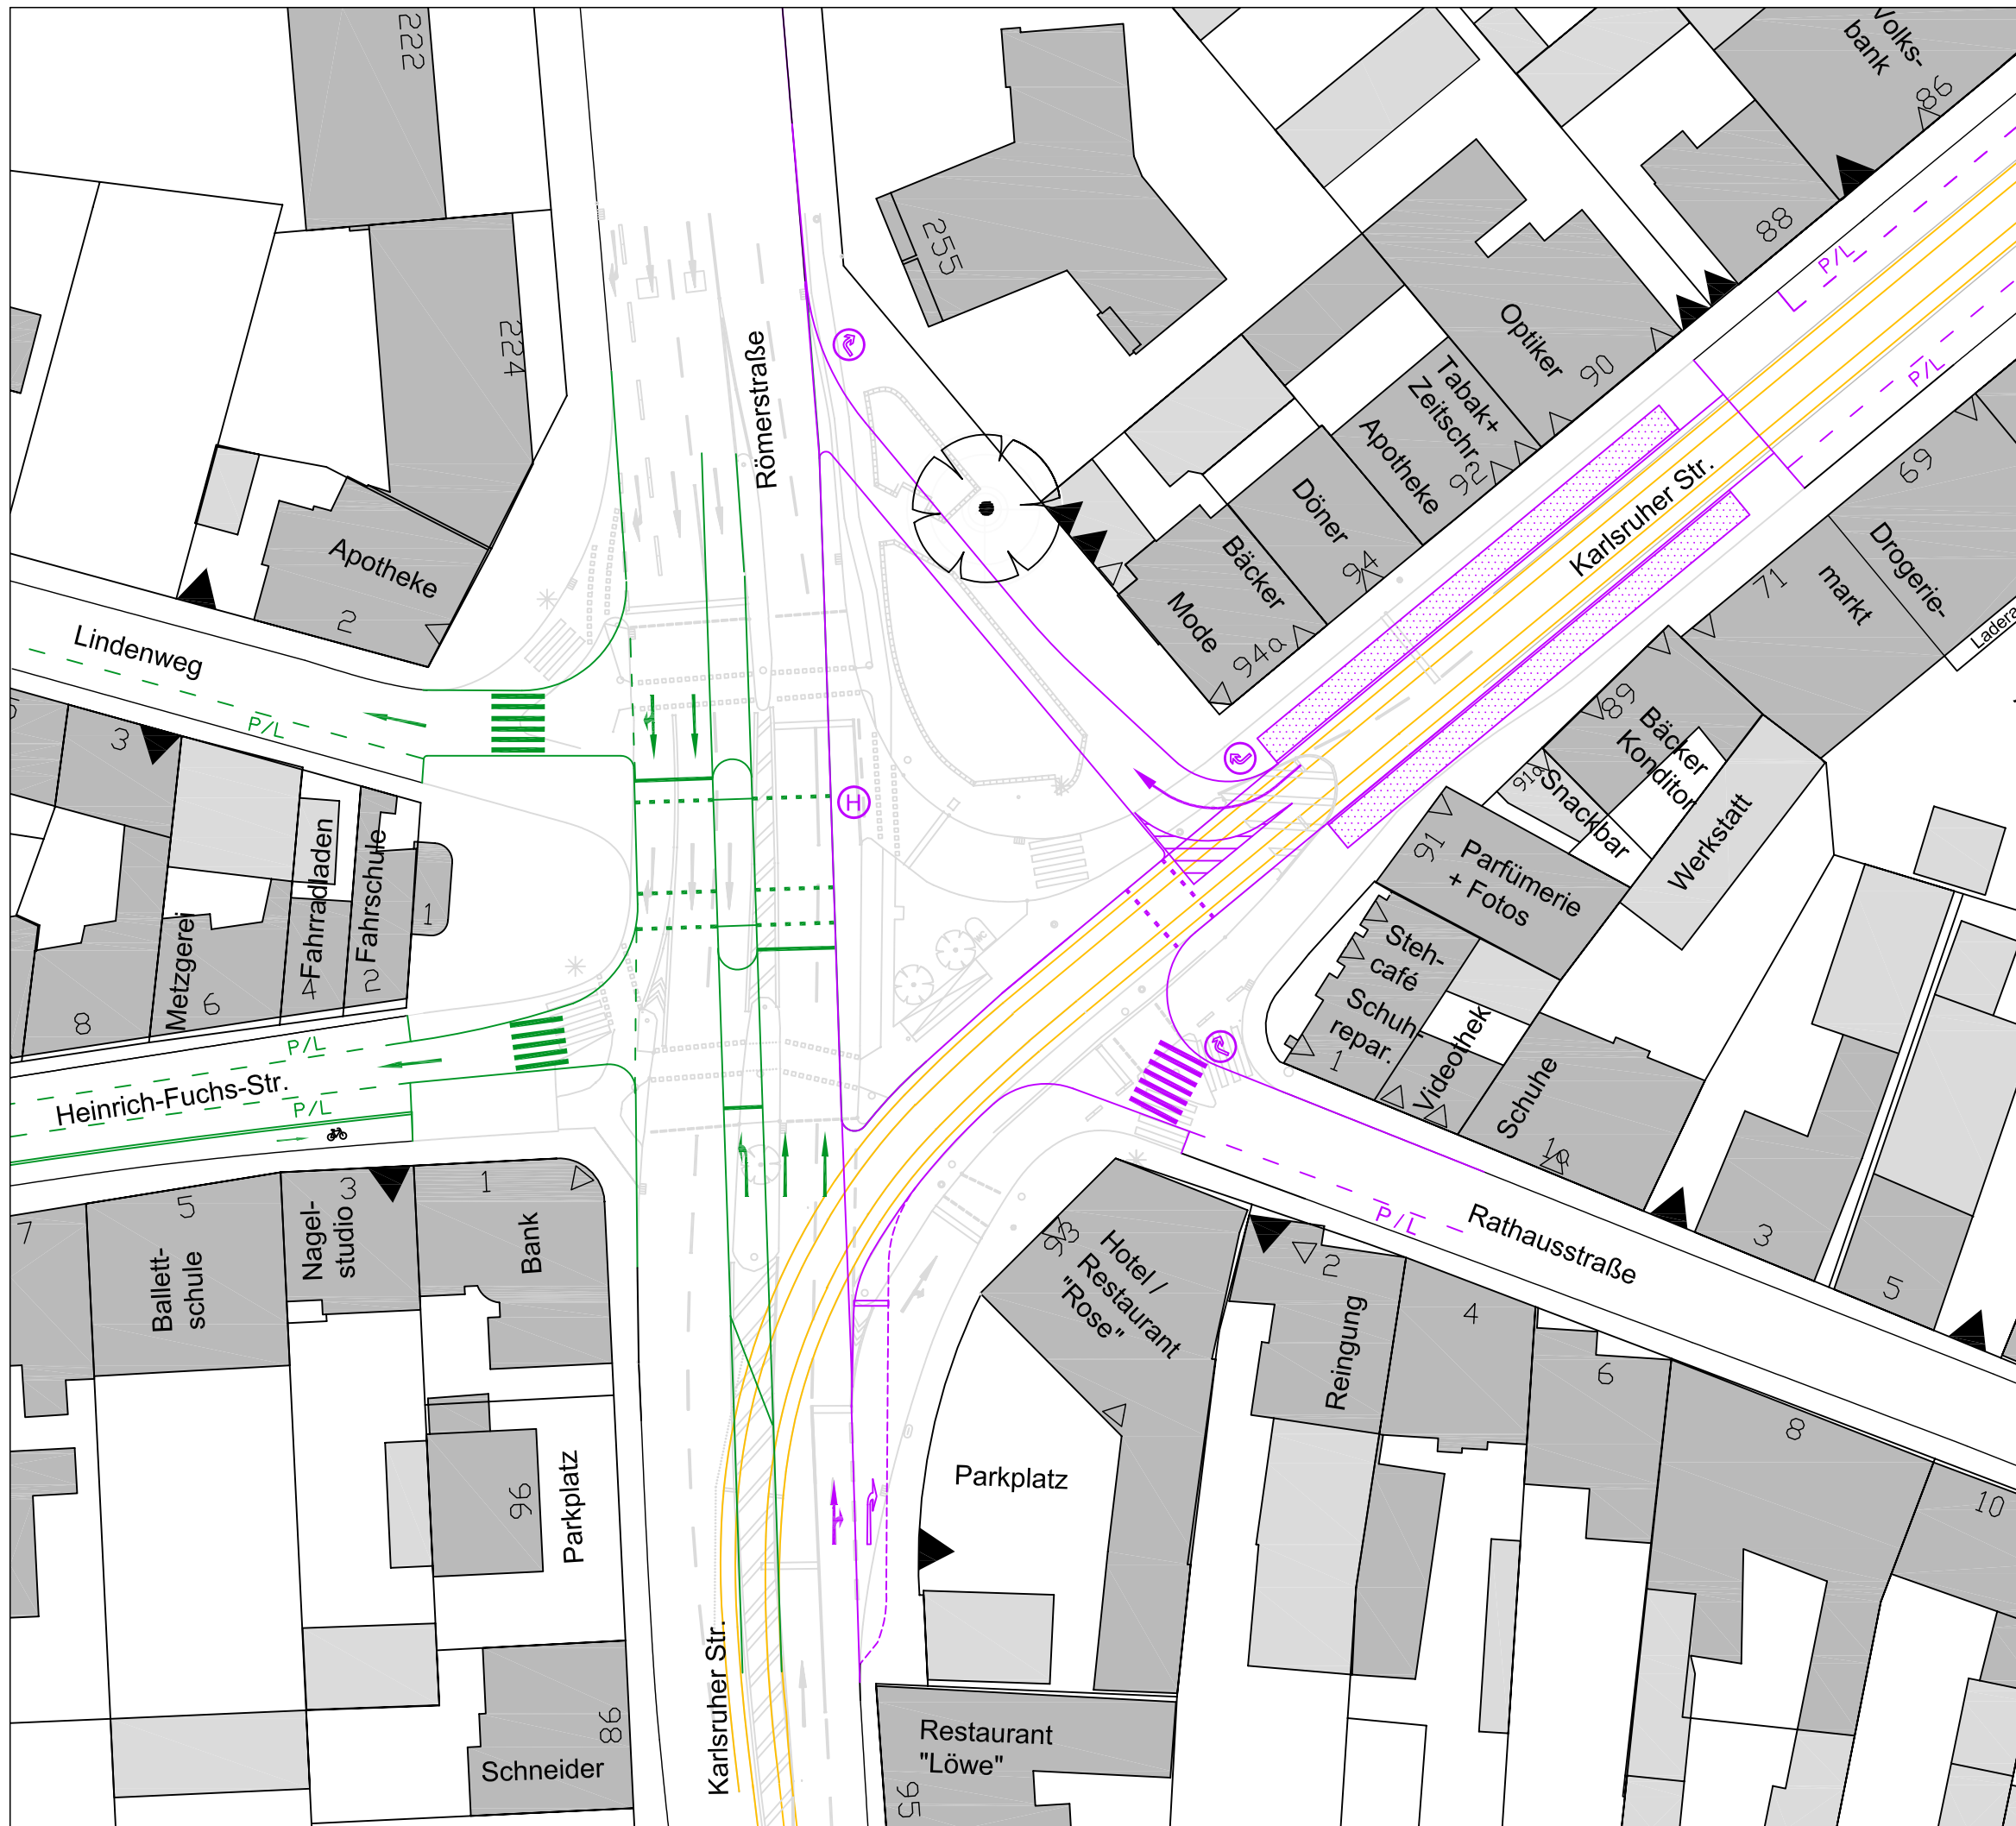 222
Volks-
bank
86
88
255
224
Römerstraße
P/L
Optiker
90
Tabak+
Zeitschr.
92
Apotheke
P/L
Döner
94
Bäcker
Mode
94a
Karlsruher Str.
69
Drogerie-
markt
71
Apotheke
2
Lindenweg
P/L
3
H
89
Bäcker
Konditor
91a
Snackbar
Werkstatt
91
Parfümerie
+ Fotos
Fahrradladen
4
Fahrschule
2
1
Metzgerei
6
8
Steh-
café
Schuh-
repar.
1
Videothek
Schuhe
1a
WC
P/L
Heinrich-Fuchs-Str.
P/L
P/L
Rathausstraße
3
5
7
5
Ballett-
schule
Nagel-
studio
3
1
Bank
93
Hotel /
Restaurant
"Rose"
2
Reingung
4
6
8
10
96
Parkplatz
Parkplatz
Karlsruher Str.
98
Schneider
Restaurant
"Löwe"
95